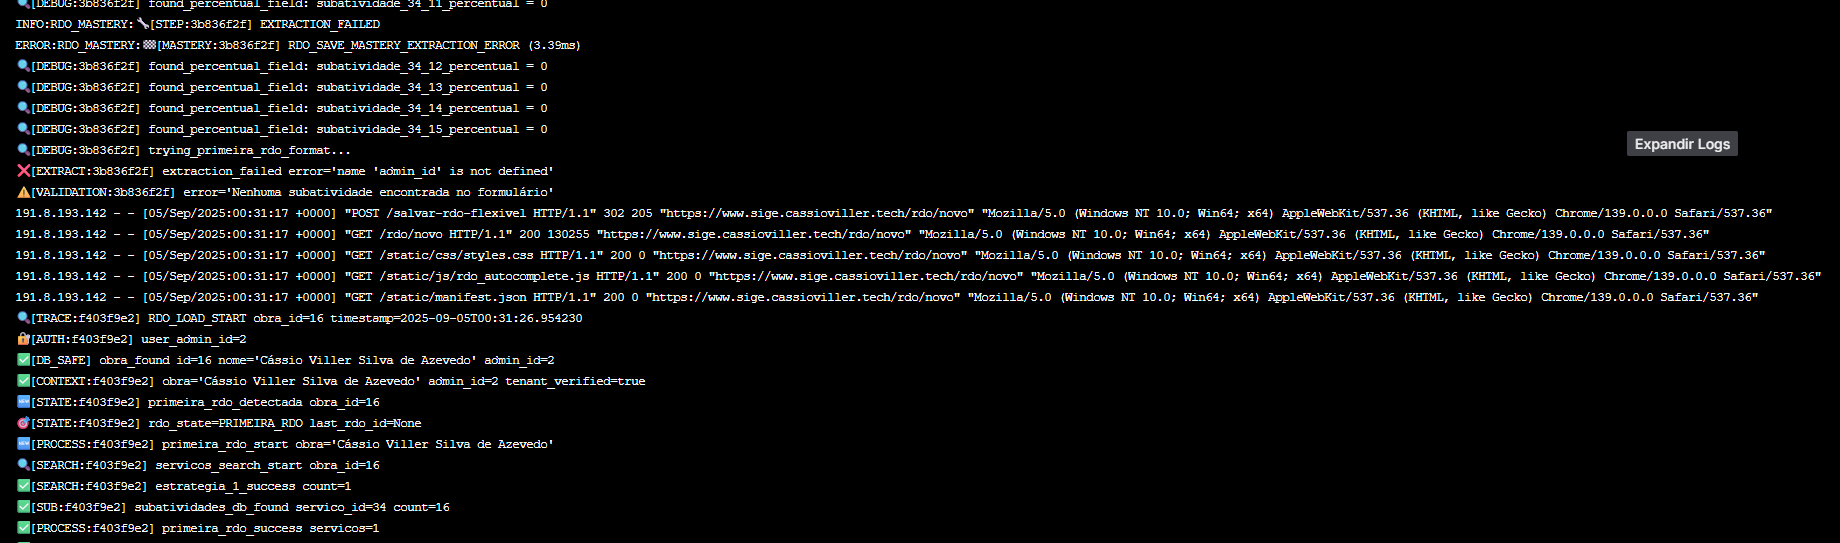 [DEBUG:3b836f2f] found_percentual_field: subatividade_34_11_percentual = 0
INFO:RDO_MASTERY:🔧[STEP:3b836f2f] EXTRACTION_FAILED
ERROR:RDO_MASTERY:🏁[MASTERY:3b836f2f] RDO_SAVE_MASTERY_EXTRACTION_ERROR (3.39ms)
🔍[DEBUG:3b836f2f] found_percentual_field: subatividade_34_12_percentual = 0
🔍[DEBUG:3b836f2f] found_percentual_field: subatividade_34_13_percentual = 0
🔍[DEBUG:3b836f2f] found_percentual_field: subatividade_34_14_percentual = 0
🔍[DEBUG:3b836f2f] found_percentual_field: subatividade_34_15_percentual = 0
🔍[DEBUG:3b836f2f] trying_primeira_rdo_format...
Expandir Logs
❌[EXTRACT:3b836f2f] extraction_failed error='name 'admin_id' is not defined'
⚠️[VALIDATION:3b836f2f] error='Nenhuma subatividade encontrada no formulário'
191.8.193.142 - - [05/Sep/2025:00:31:17 +0000] "POST /salvar-rdo-flexivel HTTP/1.1" 302 205 "https://www.sige.cassioviller.tech/rdo/novo" "Mozilla/5.0 (Windows NT 10.0; Win64; x64) AppleWebKit/537.36 (KHTML, like Gecko) Chrome/139.0.0.0 Safari/537.36"
191.8.193.142 - - [05/Sep/2025:00:31:17 +0000] "GET /rdo/novo HTTP/1.1" 200 130255 "https://www.sige.cassioviller.tech/rdo/novo" "Mozilla/5.0 (Windows NT 10.0; Win64; x64) AppleWebKit/537.36 (KHTML, like Gecko) Chrome/139.0.0.0 Safari/537.36"
191.8.193.142 - - [05/Sep/2025:00:31:17 +0000] "GET /static/css/styles.css HTTP/1.1" 200 0 "https://www.sige.cassioviller.tech/rdo/novo" "Mozilla/5.0 (Windows NT 10.0; Win64; x64) AppleWebKit/537.36 (KHTML, like Gecko) Chrome/139.0.0.0 Safari/537.36"
191.8.193.142 - - [05/Sep/2025:00:31:17 +0000] "GET /static/js/rdo_autocomplete.js HTTP/1.1" 200 0 "https://www.sige.cassioviller.tech/rdo/novo" "Mozilla/5.0 (Windows NT 10.0; Win64; x64) AppleWebKit/537.36 (KHTML, like Gecko) Chrome/139.0.0.0 Safari/537.36"
191.8.193.142 - - [05/Sep/2025:00:31:17 +0000] "GET /static/manifest.json HTTP/1.1" 200 0 "https://www.sige.cassioviller.tech/rdo/novo" "Mozilla/5.0 (Windows NT 10.0; Win64; x64) AppleWebKit/537.36 (KHTML, like Gecko) Chrome/139.0.0.0 Safari/537.36"
🔍[TRACE:f403f9e2] RDO_LOAD_START obra_id=16 timestamp=2025-09-05T00:31:26.954230
🔐[AUTH:f403f9e2] user_admin_id=2
✅[DB_SAFE] obra_found id=16 nome='Cássio Viller Silva de Azevedo' admin_id=2
✅[CONTEXT:f403f9e2] obra='Cássio Viller Silva de Azevedo' admin_id=2 tenant_verified=true
🆕[STATE:f403f9e2] primeira_rdo_detectada obra_id=16
🎯[STATE:f403f9e2] rdo_state=PRIMEIRA_RDO last_rdo_id=None
🆕[PROCESS:f403f9e2] primeira_rdo_start obra='Cássio Viller Silva de Azevedo'
🔍[SEARCH:f403f9e2] servicos_search_start obra_id=16
✅[SEARCH:f403f9e2] estrategia_1_success count=1
✅[SUB:f403f9e2] subatividades_db_found servico_id=34 count=16
✅[PROCESS:f403f9e2] primeira_rdo_success servicos=1